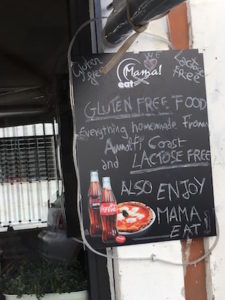 Gluten Free
Lactose Free
Mama!
eat
GLUTEN FREE FOOD
Everything homemade From
Amalfi Coast
and LACTOSE FREE
ALSO ENJOY
MAMA
EAT